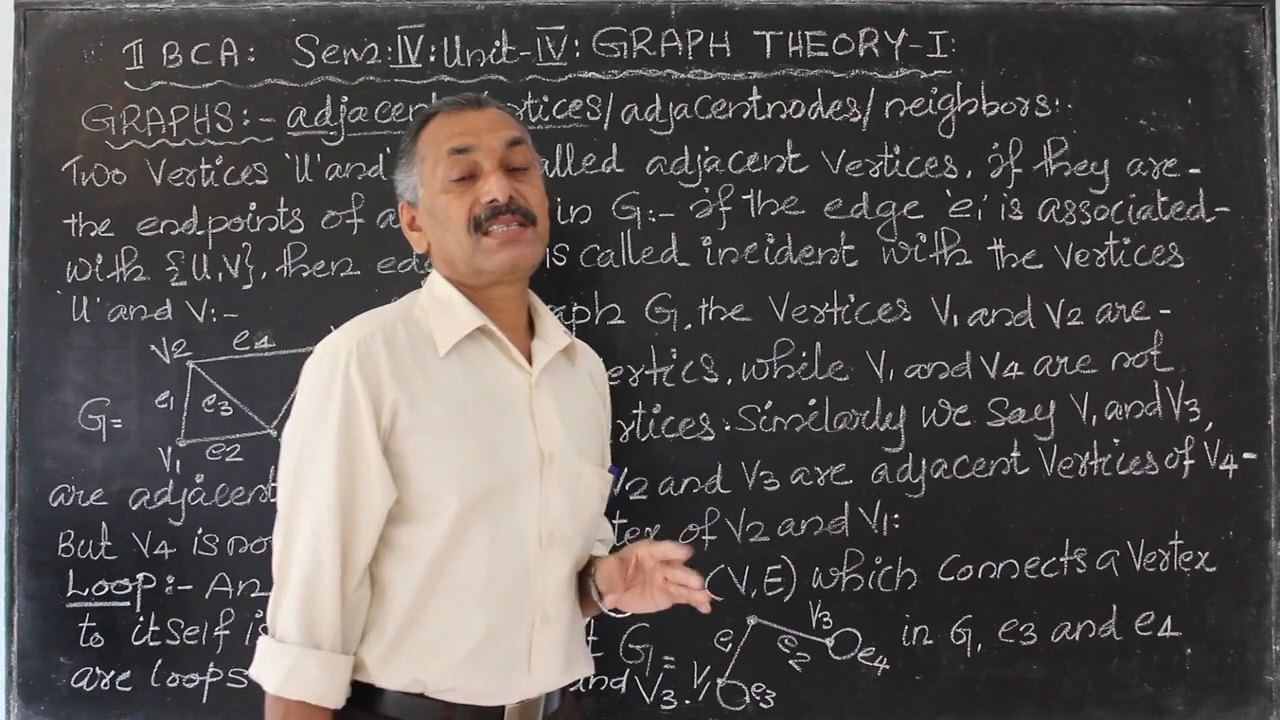 II BCA: Sem: IV: Unit-IV: GRAPH THEORY-I:
GRAPHS:- adjacent vertices/adjacentnodes/neighbors:
Two Vertices 'U' and called adjacent Vertices, if they are-
the endpoints of a in G:- if the edge 'ei' is associated-
with {U,V}, then edge is called incident with the Vertices
'U' and V:-
G, the Vertices V1 and V2 are-
while V1 and V4 are not
Similarly we say V1 and V3,
are adjacent V2 and V3 are adjacent Vertices of V4-
But V4 is not of V2 and V1:
Loop:- An (V,E) which connects a Vertex
to itself G= in G, e3 and e4
are loops and V3.
V2 e4
e1 e3
G=
V1 e2
V3
e1 e2 e4
V1 e3